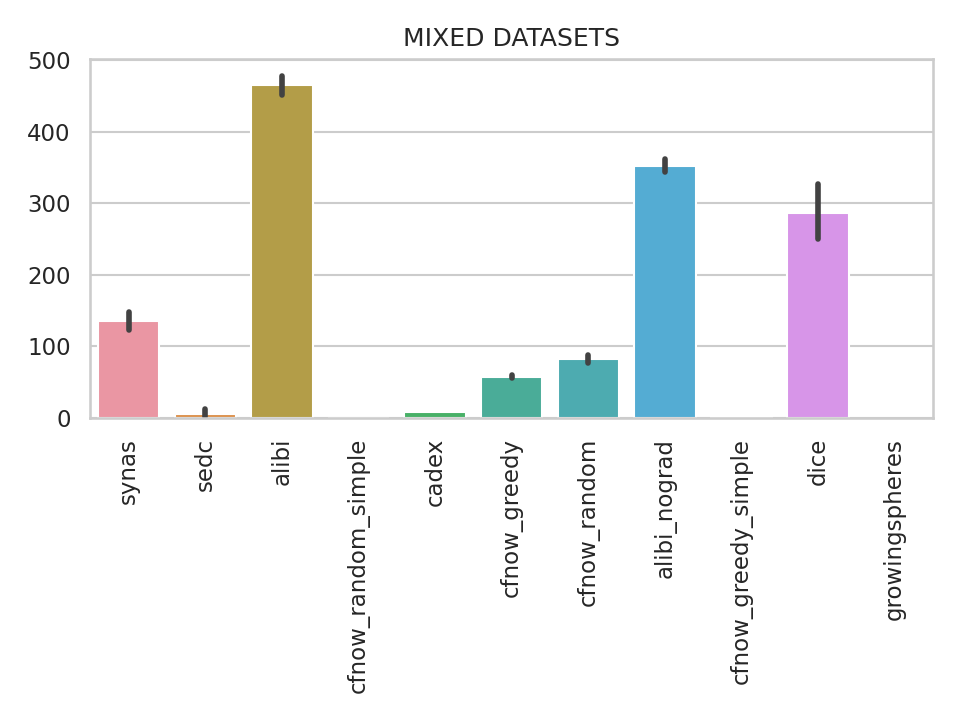 MIXED DATASETS
500
400
300
200
100
0
synas
sedc
alibi
cfnow_random_simple
cadex
cfnow_greedy
cfnow_random
alibi_nograd
cfnow_greedy_simple
dice
growingspheres